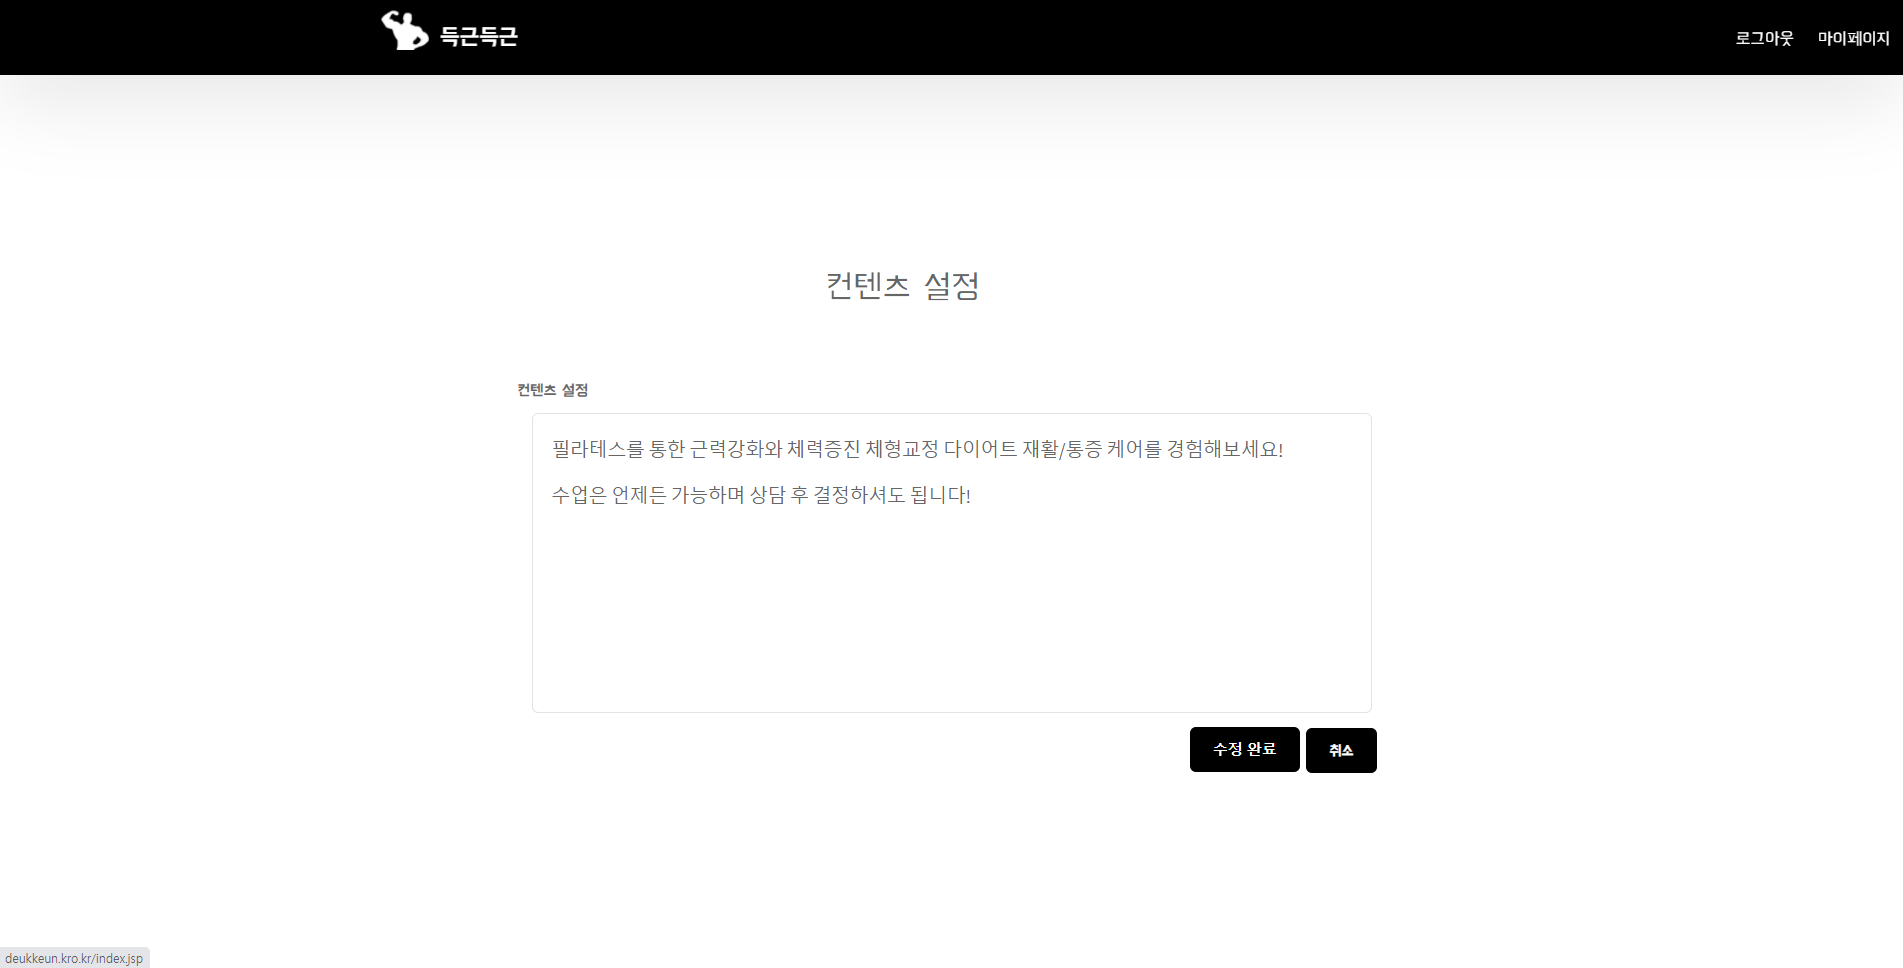 득근득근
로그아웃 마이페이지
컨텐츠 설정
컨텐츠 설정
필라테스를 통한 근력강화와 체력증진 체형교정 다이어트 재활/통증 케어를 경험해보세요!
수업은 언제든 가능하며 상담 후 결정하셔도 됩니다!
수정 완료 취소
deukkeun.kro.kr/index.jsp